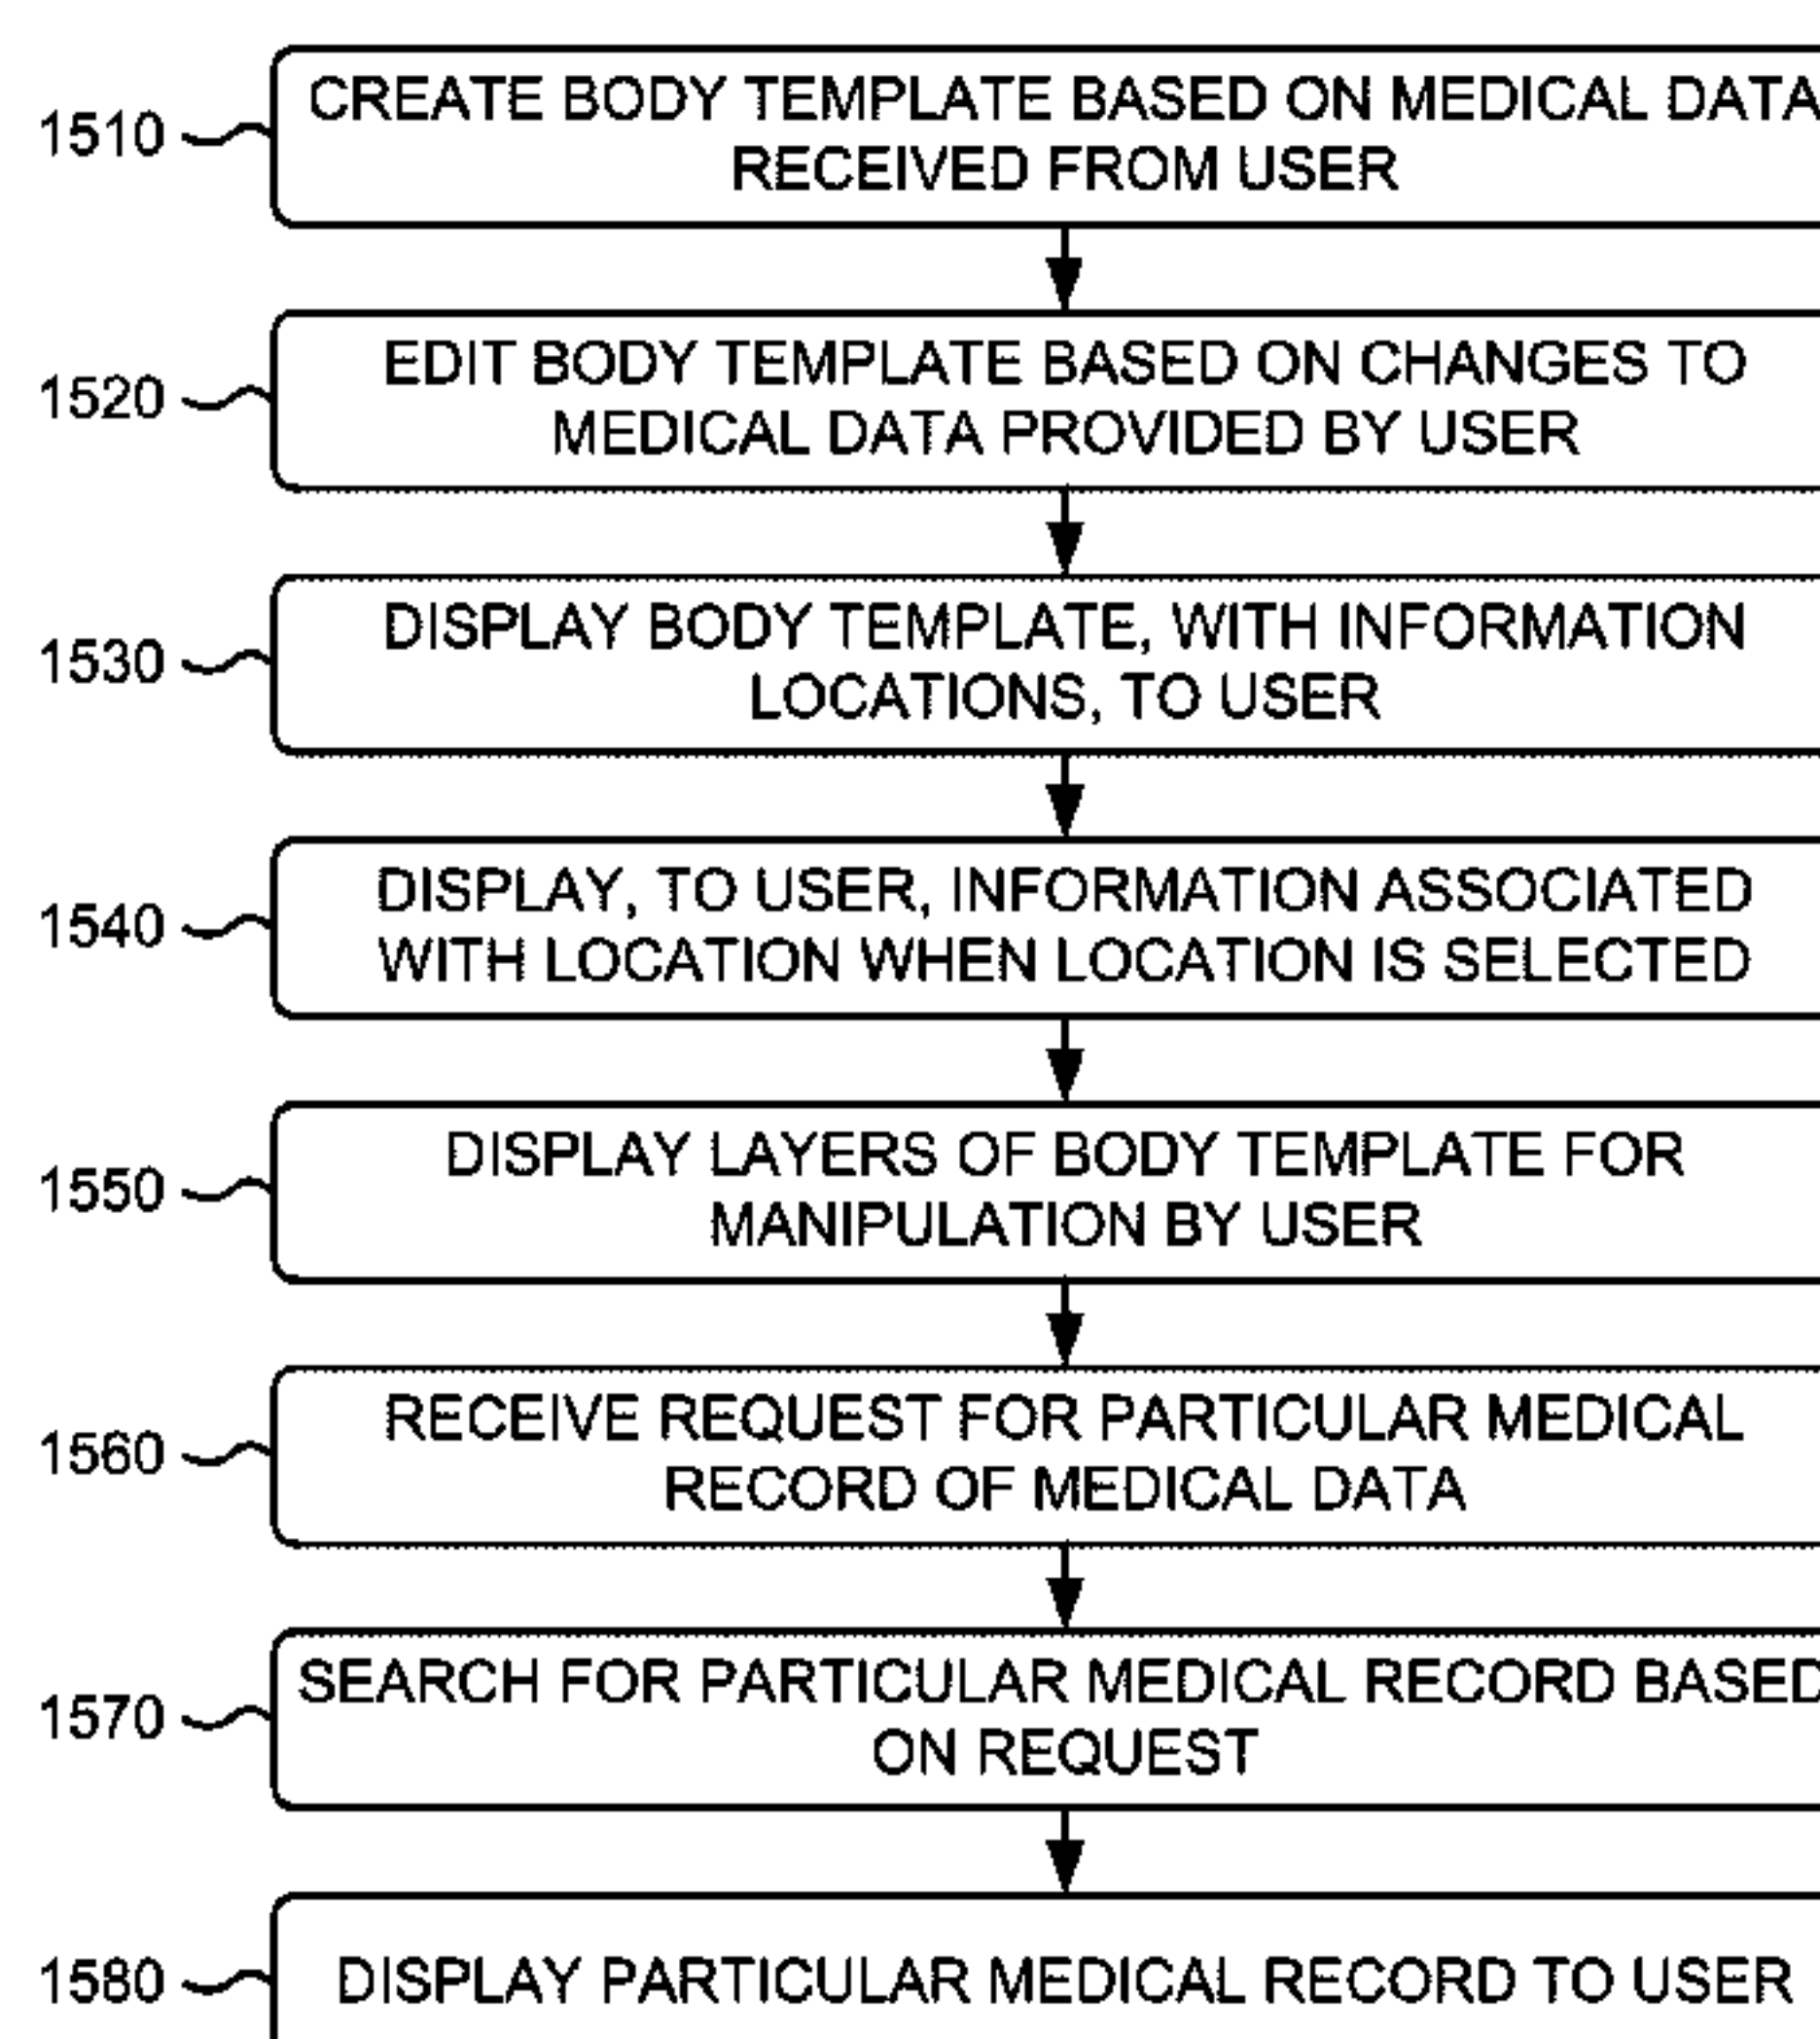 1510
CREATE BODY TEMPLATE BASED ON MEDICAL DATA
RECEIVED FROM USER
1520
EDIT BODY TEMPLATE BASED ON CHANGES TO
MEDICAL DATA PROVIDED BY USER
1530
DISPLAY BODY TEMPLATE, WITH INFORMATION
LOCATIONS, TO USER
1540
DISPLAY, TO USER, INFORMATION ASSOCIATED
WITH LOCATION WHEN LOCATION IS SELECTED
1550
DISPLAY LAYERS OF BODY TEMPLATE FOR
MANIPULATION BY USER
1560
RECEIVE REQUEST FOR PARTICULAR MEDICAL
RECORD OF MEDICAL DATA
1570
SEARCH FOR PARTICULAR MEDICAL RECORD BASED
ON REQUEST
1580
DISPLAY PARTICULAR MEDICAL RECORD TO USER